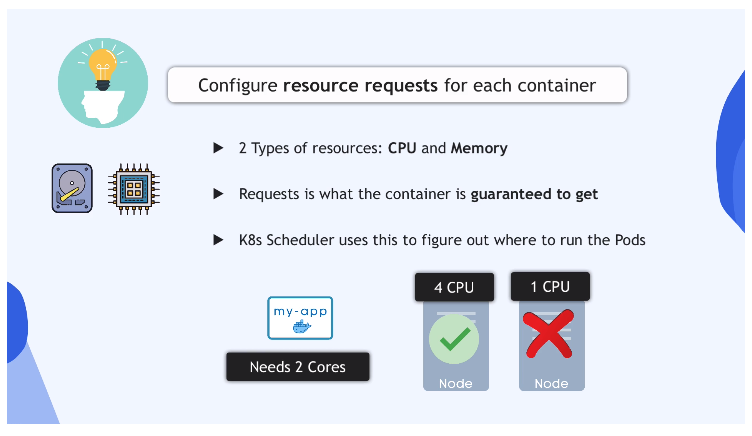 Configure resource requests for each container
2 Types of resources: CPU and Memory
Requests is what the container is guaranteed to get
K8s Scheduler uses this to figure out where to run the Pods
my-app
Needs 2 Cores
4 CPU
Node
1 CPU
Node